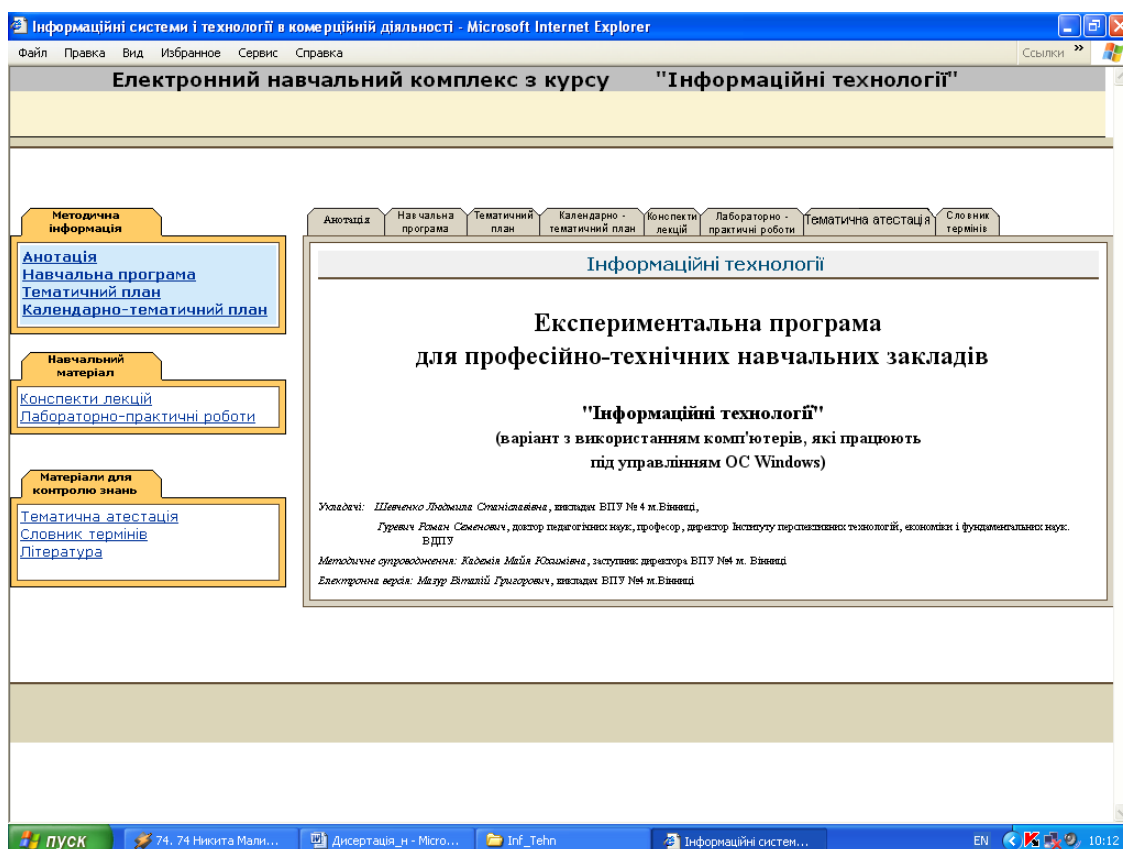 Інформаційні системи і технології в комерційній діяльності - Microsoft Internet Explorer
Файл Правка Вид Избранное Сервис Справка Ссылки »
Електронний навчальний комплекс з курсу "Інформаційні технології"
Методична
інформація
Анотація
Навчальна програма
Тематичний план
Календарно-тематичний план
Навчальний
матеріал
Конспекти лекцій
Лабораторно-практичні роботи
Матеріали для
контролю знань
Тематична атестація
Словник термінів
Література
Анотація
Навчальна
програма
Тематичний
план
Календарно -
тематичний план
Конспекти
лекцій
Лабораторно -
практичні роботи
Тематична атестація
Словник
термінів
Інформаційні технології
Експериментальна програма
для професійно-технічних навчальних закладів
"Інформаційні технології"
(варіант з використанням комп'ютерів, які працюють
під управлінням ОС Windows)
Укладачі: Шевченко Людмила Станіславівна, викладач ВПУ № 4 м.Вінниці,
Гуревич Роман Семенович, доктор педагогічних наук, професор, директор Інституту перспективних технологій, економіки і фундаментальних наук.
ВДПУ
Методичне супроводження: Кадемія Майя Юхимівна, заступник директора ВПУ №4 м. Вінниці
Електронна версія: Мазур Віталій Григорович, викладач ВПУ №4 м.Вінниці
пуск 74. 74 Никита Мали... Дисертація_н - Micro... Inf_Tehn Інформаційні систем... EN 10:12